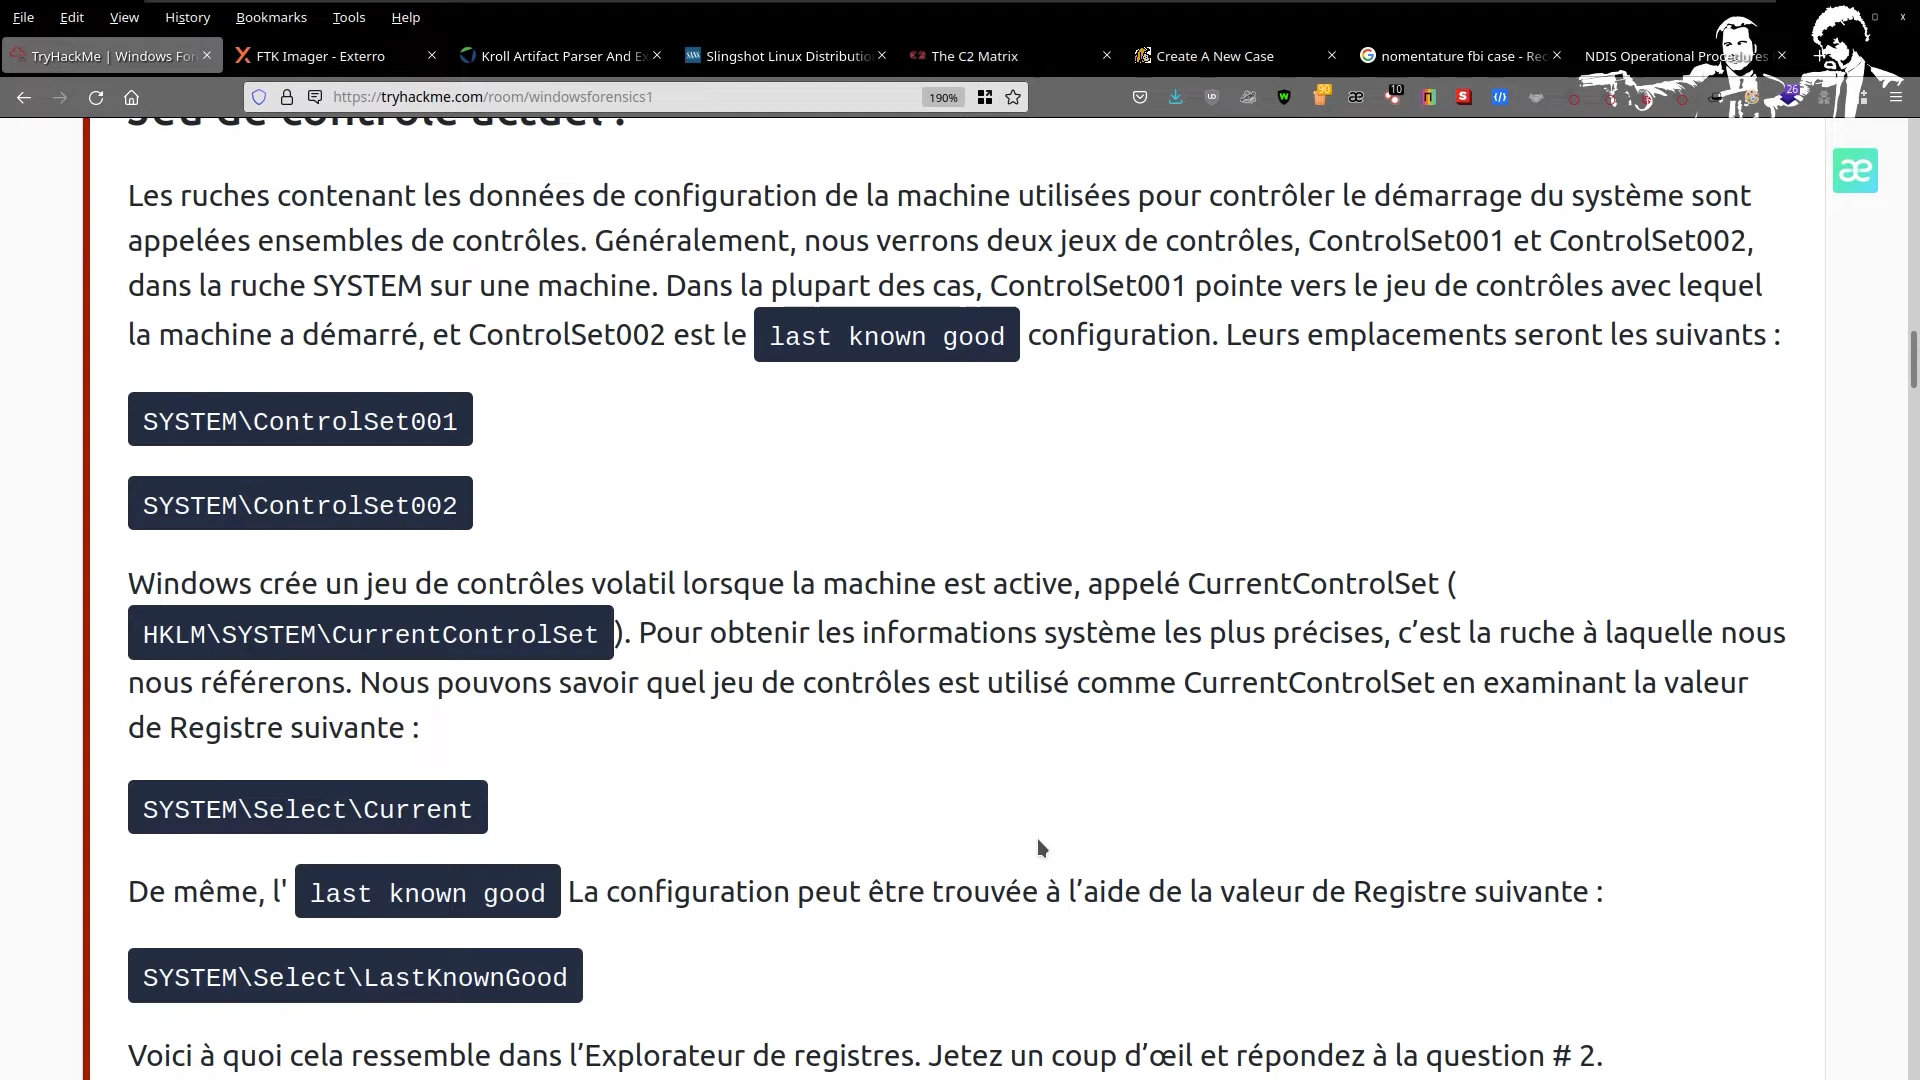 File Edit View History Bookmarks Tools Help
TryHackMe | Windows For
FTK Imager - Exterro
Kroll Artifact Parser And Ex
Slingshot Linux Distributio
The C2 Matrix
Create A New Case
nomentature fbi case - Rec
NDIS Operational Procedures
https://tryhackme.com/room/windowsforensics1 190%
90 10 26
Jeu de contrôle actuel :
æ
Les ruches contenant les données de configuration de la machine utilisées pour contrôler le démarrage du système sont
appelées ensembles de contrôles. Généralement, nous verrons deux jeux de contrôles, ControlSet001 et ControlSet002,
dans la ruche SYSTEM sur une machine. Dans la plupart des cas, ControlSet001 pointe vers le jeu de contrôles avec lequel
la machine a démarré, et ControlSet002 est le last known good configuration. Leurs emplacements seront les suivants :
SYSTEM\ControlSet001
SYSTEM\ControlSet002
Windows crée un jeu de contrôles volatil lorsque la machine est active, appelé CurrentControlSet (
HKLM\SYSTEM\CurrentControlSet ). Pour obtenir les informations système les plus précises, c’est la ruche à laquelle nous
nous référerons. Nous pouvons savoir quel jeu de contrôles est utilisé comme CurrentControlSet en examinant la valeur
de Registre suivante :
SYSTEM\Select\Current
De même, l' last known good La configuration peut être trouvée à l’aide de la valeur de Registre suivante :
SYSTEM\Select\LastKnownGood
Voici à quoi cela ressemble dans l’Explorateur de registres. Jetez un coup d’œil et répondez à la question # 2.